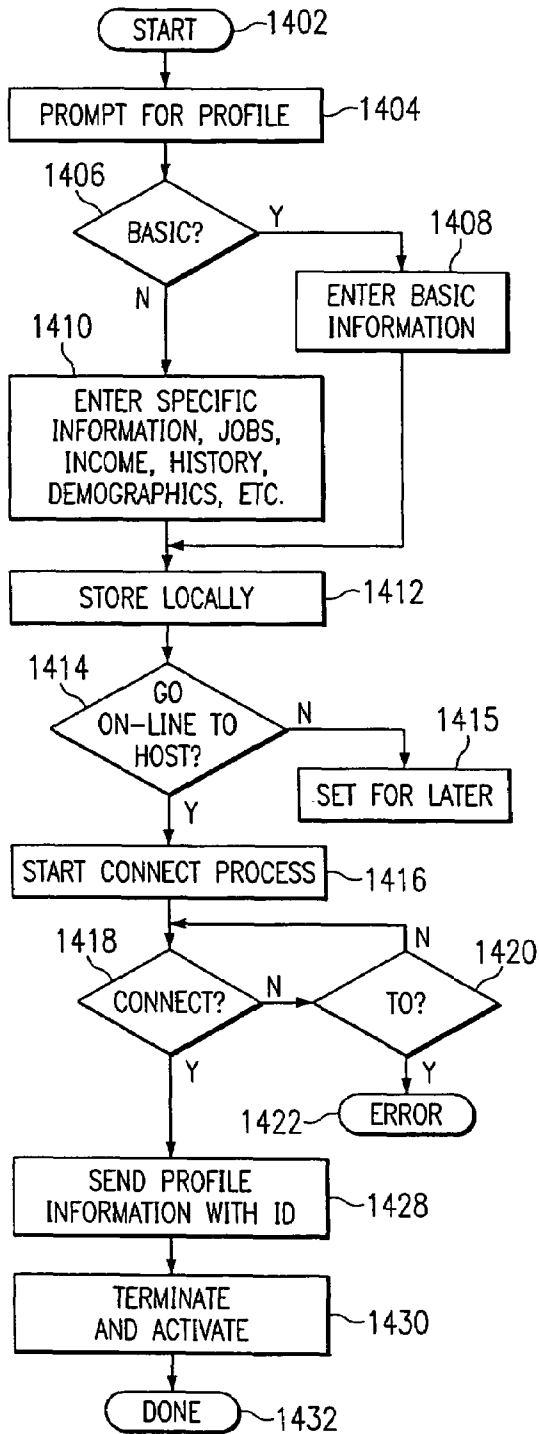 START
1402
PROMPT FOR PROFILE
1404
1406
BASIC?
Y
N
1408
ENTER BASIC
INFORMATION
1410
ENTER SPECIFIC
INFORMATION, JOBS,
INCOME, HISTORY,
DEMOGRAPHICS, ETC.
STORE LOCALLY
1412
1414
GO
ON-LINE TO
HOST?
N
Y
1415
SET FOR LATER
START CONNECT PROCESS
1416
1418
CONNECT?
N
Y
1420
TO?
N
Y
1422
ERROR
SEND PROFILE
INFORMATION WITH ID
1428
TERMINATE
AND ACTIVATE
1430
DONE
1432